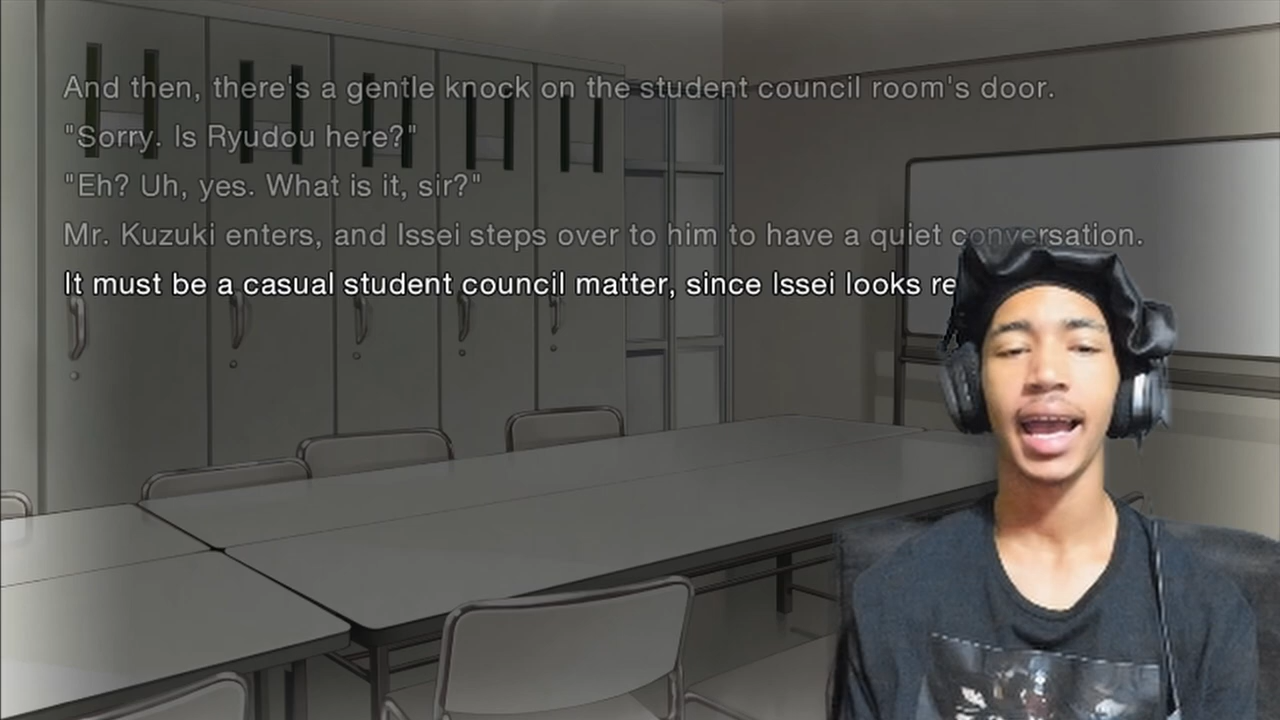 And then, there's a gentle knock on the student council room's door.
"Sorry. Is Ryudou here?"
"Eh? Uh, yes. What is it, sir?"
Mr. Kuzuki enters, and Issei steps over to him to have a quiet conversation.
It must be a casual student council matter, since Issei looks